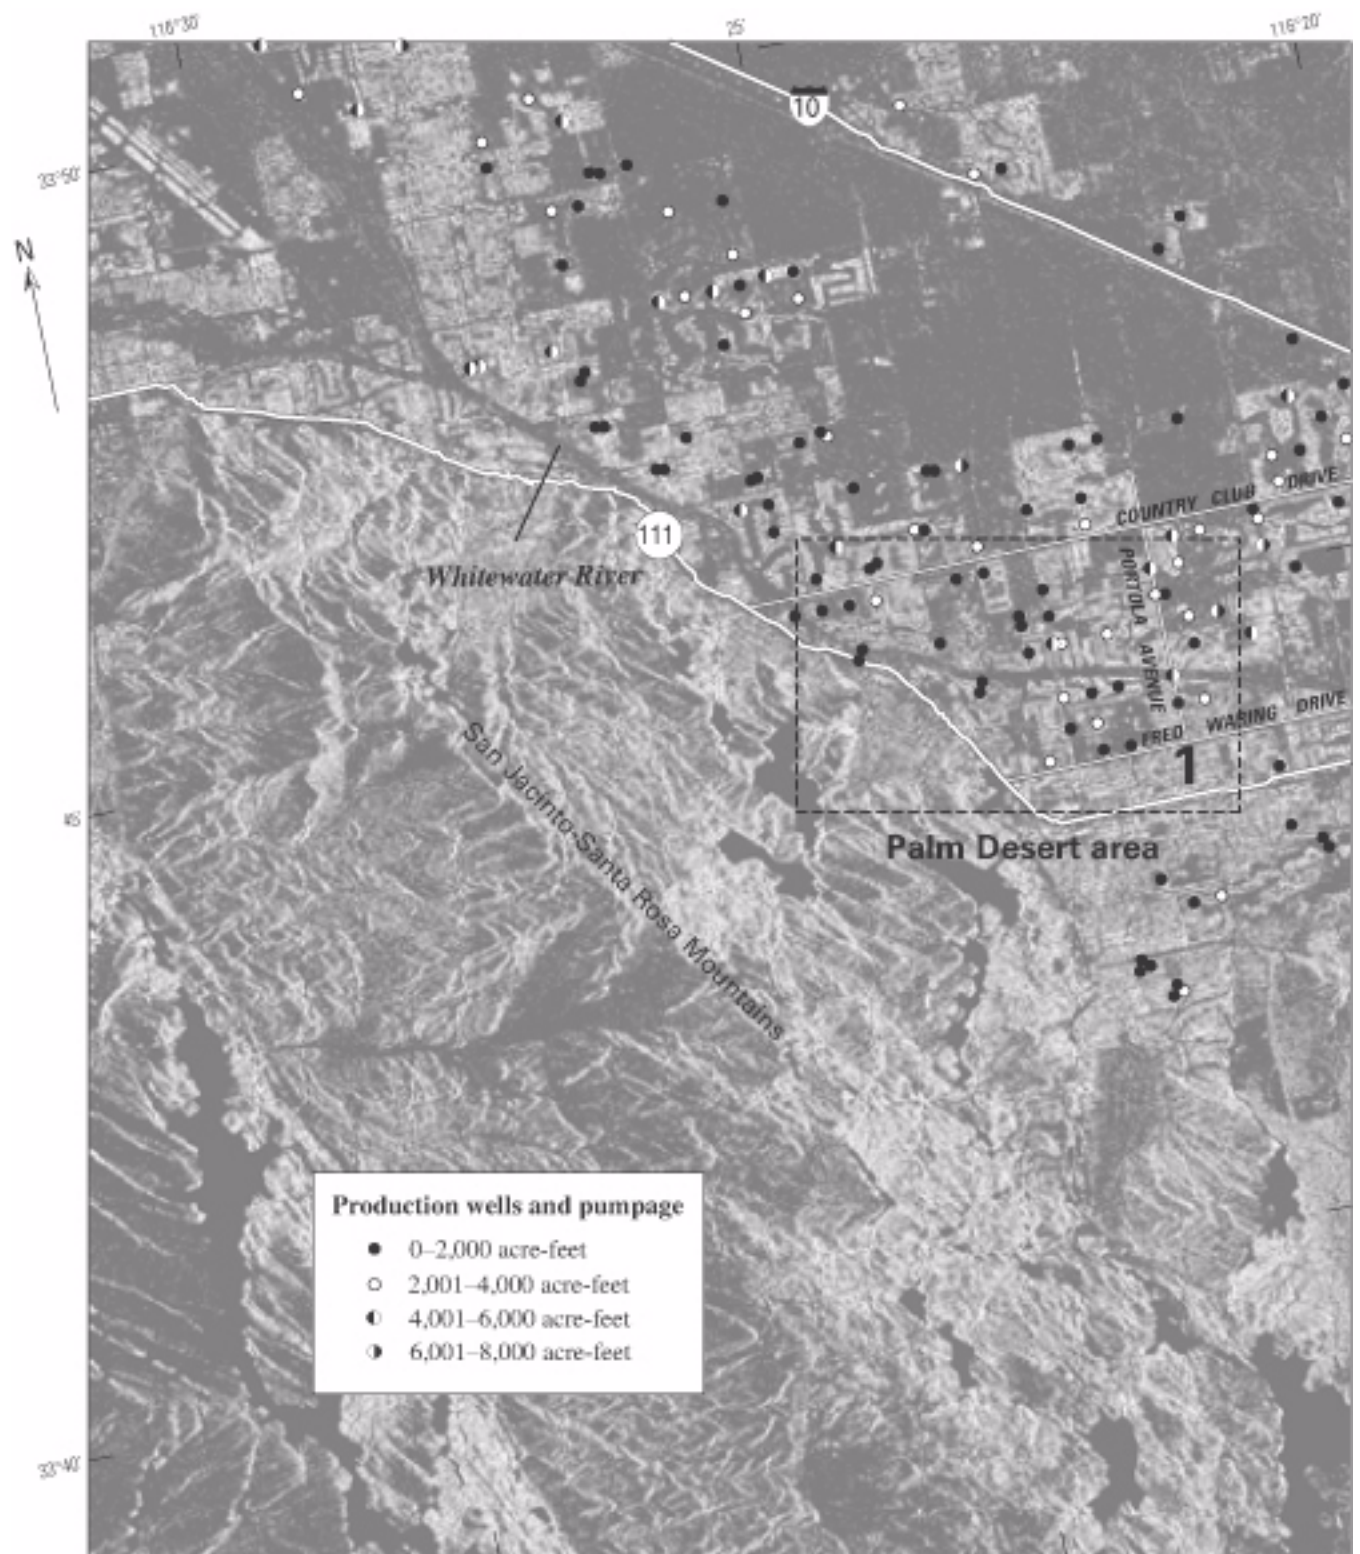 116°30'
25'
116°20'
10
33°50'
N
COUNTRY CLUB DRIVE
111
Whitewater River
PORTOLA AVENUE
FRED WARING DRIVE
1
San Jacinto-Santa Rosa Mountains
45'
Palm Desert area
Production wells and pumpage
0–2,000 acre-feet
2,001–4,000 acre-feet
4,001–6,000 acre-feet
6,001–8,000 acre-feet
33°40'